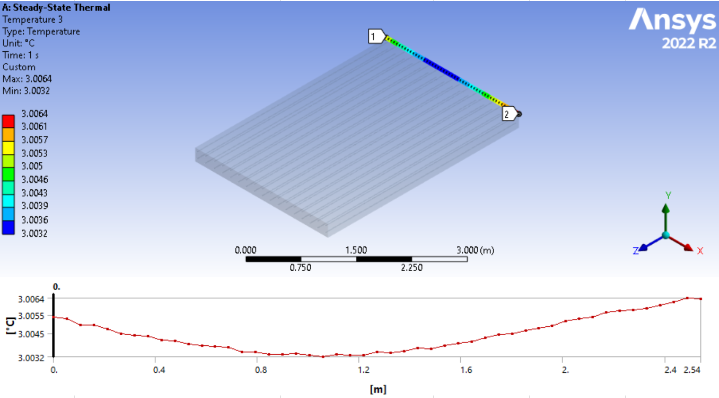 A: Steady-State Thermal
Temperature 3
Type: Temperature
Unit: °C
Time: 1 s
Custom
Max: 3.0064
Min: 3.0032
3.0064
3.0061
3.0057
3.0053
3.005
3.0046
3.0043
3.0039
3.0036
3.0032
Ansys
2022 R2
1
2
0.000 1.500 3.000 (m)
0.750 2.250
Y
Z X
0.
3.0064
3.0055
3.0045
3.0032
[°C]
0. 0.4 0.8 1.2 1.6 2. 2.4 2.54
[m]